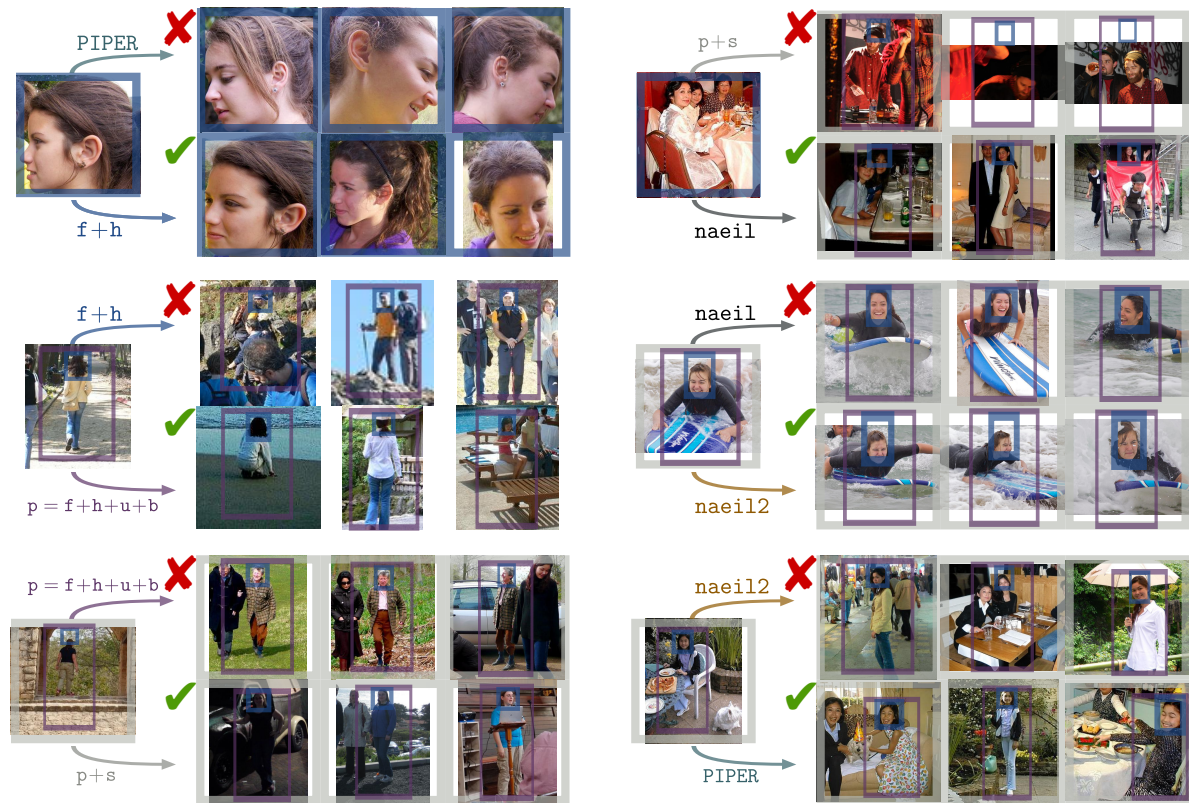 PIPER
f+h
p+s
naeil
f+h
p = f+h+u+b
naeil
naeil2
p = f+h+u+b
p+s
naeil2
PIPER